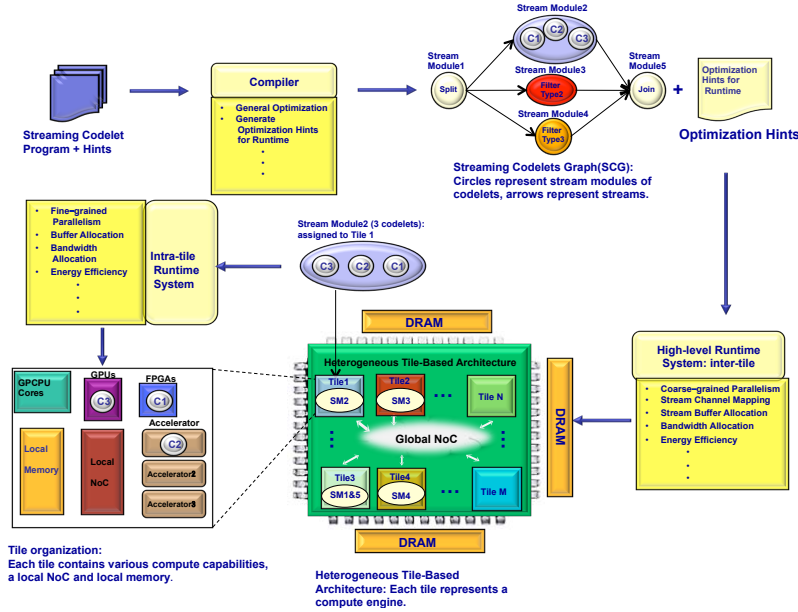 Stream Module2
C1
C2
C3
Stream
Module1
Split
Stream Module3
Filter
Type2
Stream Module4
Filter
Type3
Stream
Module5
Join
+
Optimization
Hints for
Runtime
Optimization Hints
Streaming Codelet
Program + Hints
Compiler
• General Optimization
• Generate
Optimization Hints
for Runtime
Streaming Codelets Graph(SCG):
Circles represent stream modules of
codelets, arrows represent streams.
• Fine–grained
Parallelism
• Buffer Allocation
• Bandwidth
Allocation
• Energy Efficiency
Intra-tile
Runtime
System
Stream Module2 (3 codelets):
assigned to Tile 1
C3
C2
C1
High-level Runtime
System: inter-tile
• Coarse–grained Parallelism
• Stream Channel Mapping
• Stream Buffer Allocation
• Bandwidth Allocation
• Energy Efficiency
DRAM
DRAM
DRAM
Heterogeneous Tile-Based Architecture
Tile1
SM2
Tile2
SM3
Tile N
Global NoC
Tile3
SM1&5
Tile4
SM4
Tile M
GPCPU
Cores
GPUs
C3
FPGAs
C1
Accelerator
C2
Local
Memory
Local
NoC
Accelerator2
Accelerator3
Tile organization:
Each tile contains various compute capabilities,
a local NoC and local memory.
Heterogeneous Tile-Based
Architecture: Each tile represents a
compute engine.